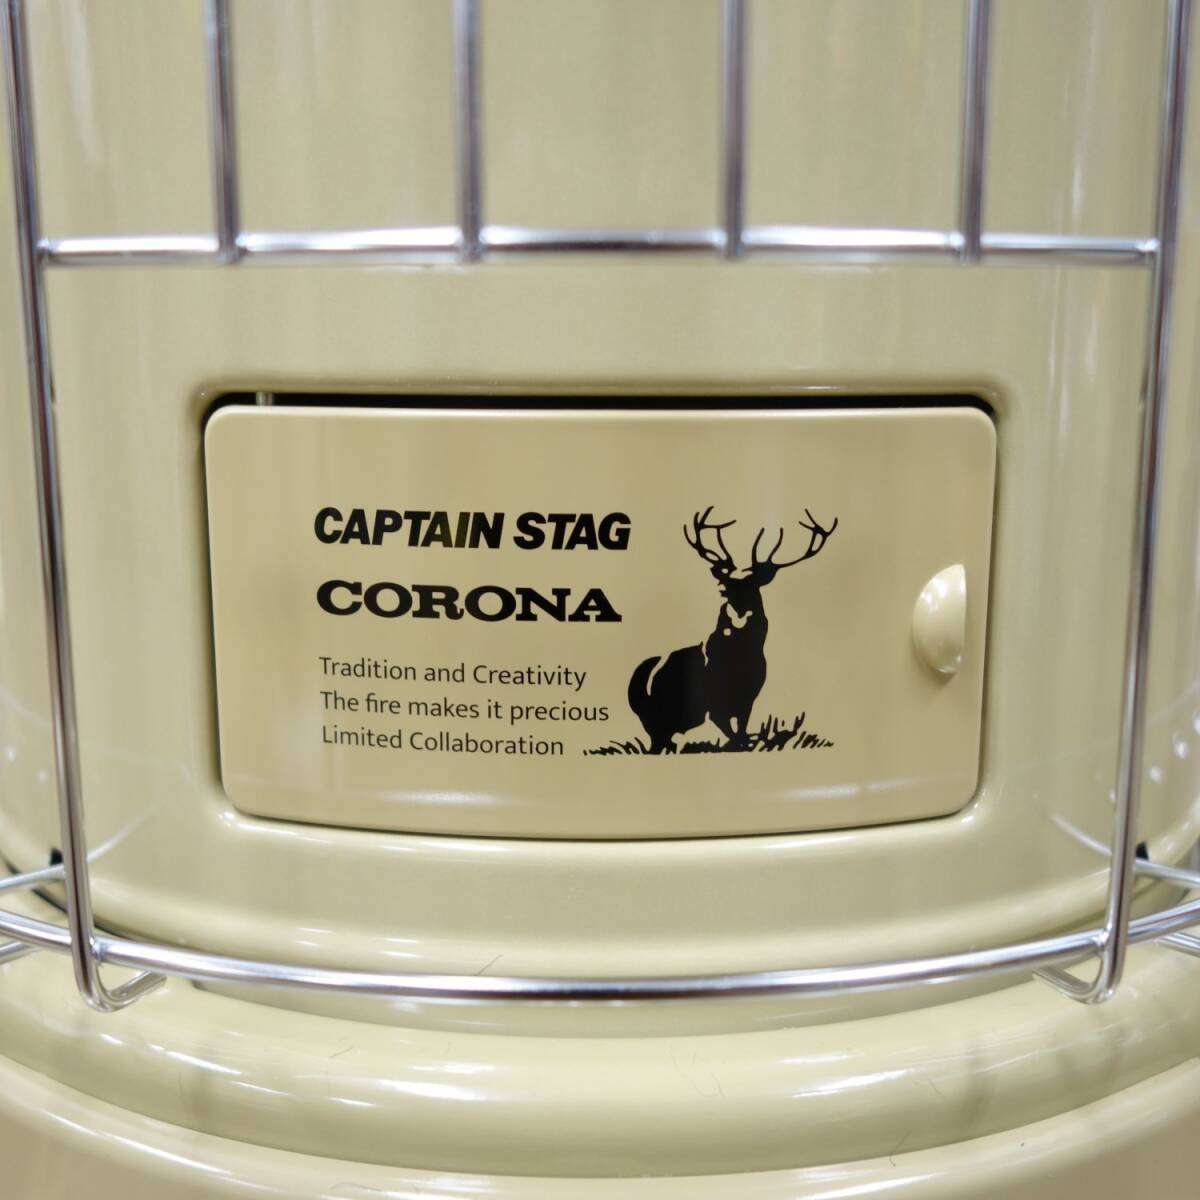 CAPTAIN STAG
CORONA
Tradition and Creativity
The fire makes it precious
Limited Collaboration